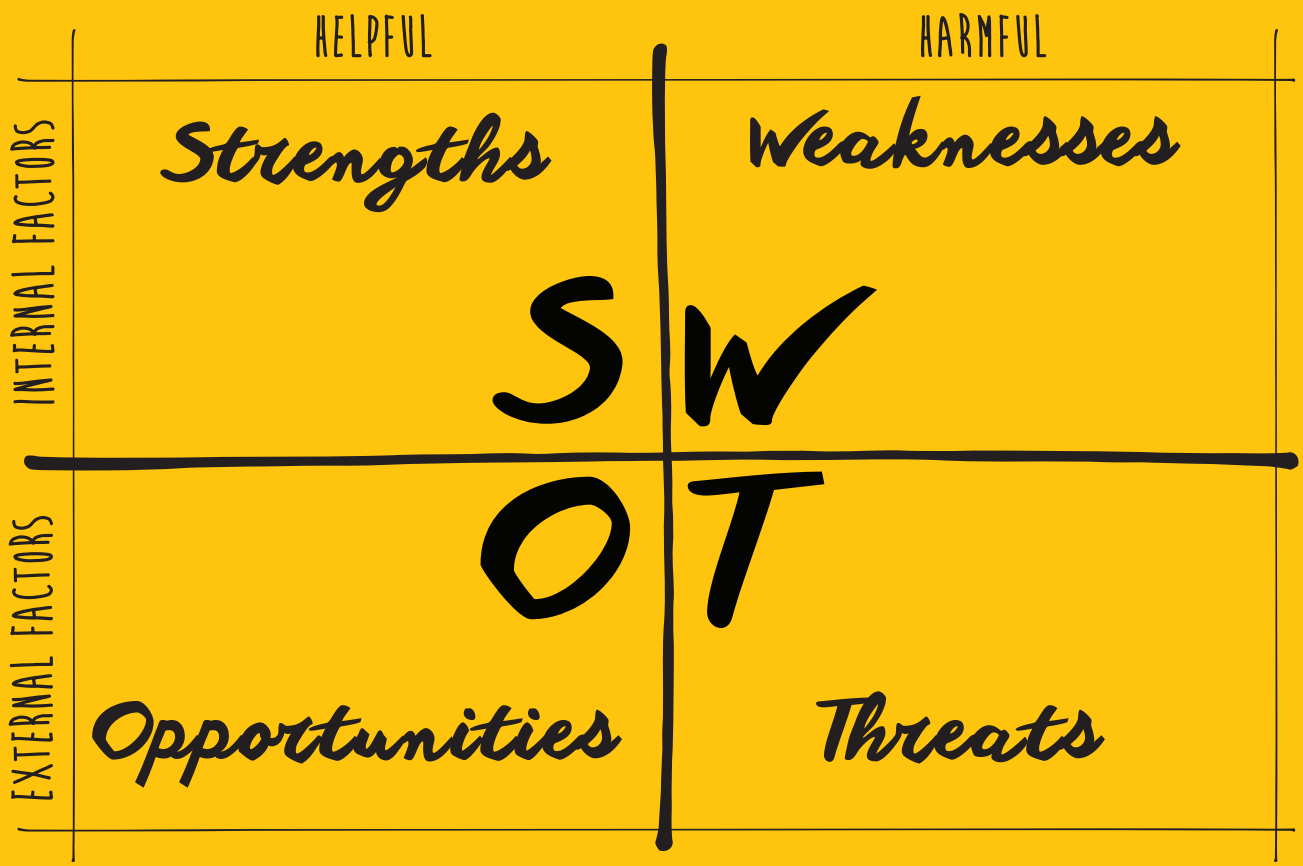 HELPFUL
HARMFUL
INTERNAL FACTORS
Strengths
Weaknesses
S W
O T
EXTERNAL FACTORS
Opportunities
Threats